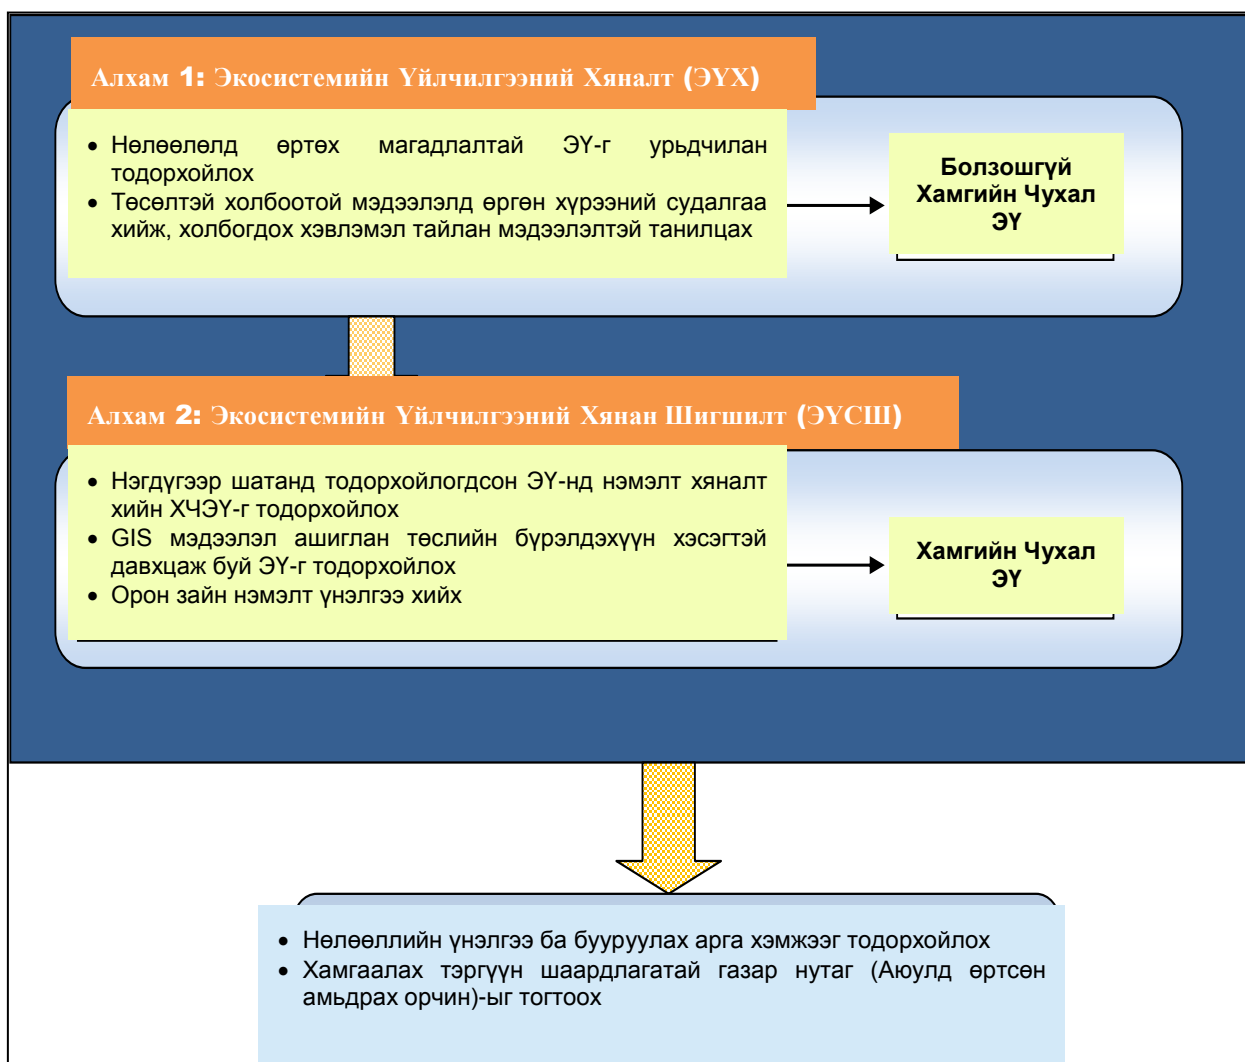 Алхам 1: Экосистемийн Үйлчилгээний Хяналт (ЭҮХ)
• Нөлөөлөлд өртөх магадлалтай ЭҮ-г урьдчилан
тодорхойлох
• Төсөлтэй холбоотой мэдээлэлд өргөн хүрээний судалгаа
хийж, холбогдох хэвлэмэл тайлан мэдээлэлтэй танилцах
Болзошгүй
Хамгийн Чухал
ЭҮ
Алхам 2: Экосистемийн Үйлчилгээний Хянан Шигшилт (ЭҮСШ)
• Нэгдүгээр шатанд тодорхойлогдсон ЭҮ-нд нэмэлт хяналт
хийн ХЧЭҮ-г тодорхойлох
• GIS мэдээлэл ашиглан төслийн бүрэлдэхүүн хэсэгтэй
давхцаж буй ЭҮ-г тодорхойлох
• Орон зайн нэмэлт үнэлгээ хийх
Хамгийн Чухал
ЭҮ
• Нөлөөллийн үнэлгээ ба бууруулах арга хэмжээг тодорхойлох
• Хамгаалах тэргүүн шаардлагатай газар нутаг (Аюулд өртсөн
амьдрах орчин)-ыг тогтоох